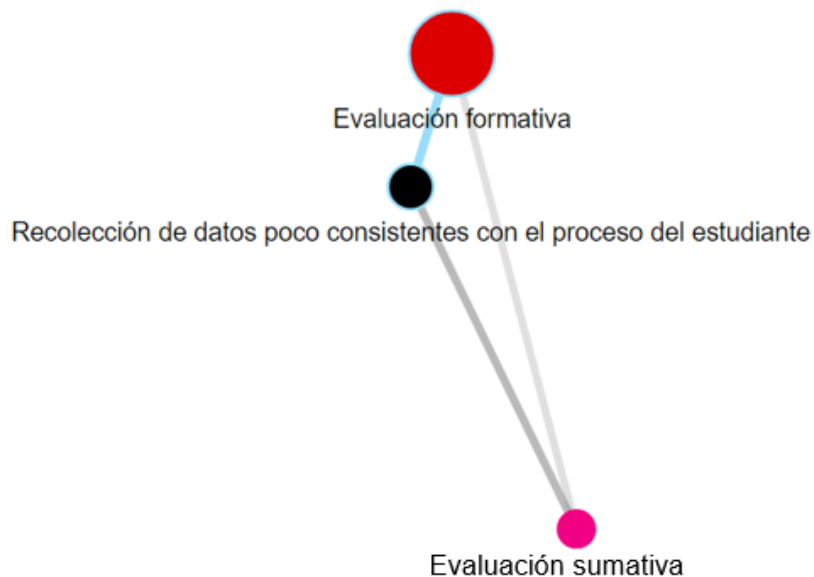 Evaluación formativa
Recolección de datos poco consistentes con el proceso del estudiante
Evaluación sumativa